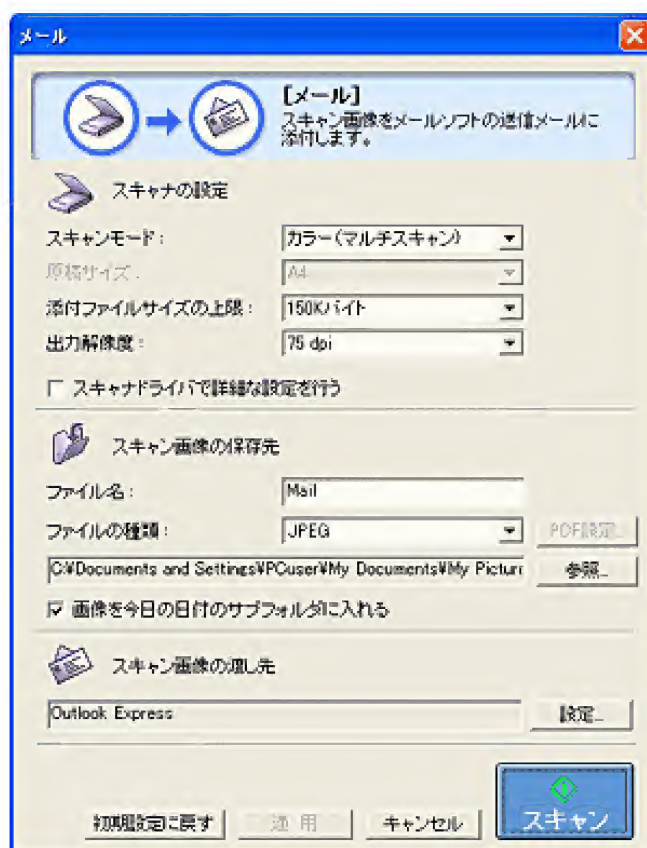 メール
[メール]
スキャン画像をメールソフトの送信メールに
添付します。
スキャナの設定
スキャンモード：
カラー(マルチスキャン)
原稿サイズ：
A4
添付ファイルサイズの上限：
150Kバイト
出力解像度：
75 dpi
スキャナドライバで詳細な設定を行う
スキャン画像の保存先
ファイル名：
Mail
ファイルの種類：
JPEG
PDF設定...
C:¥Documents and Settings¥PCuser¥My Documents¥My Pictur
参照...
画像を今日の日付のサブフォルダに入れる
スキャン画像の渡し先
Outlook Express
設定...
初期設定に戻す
適 用
キャンセル
スキャン